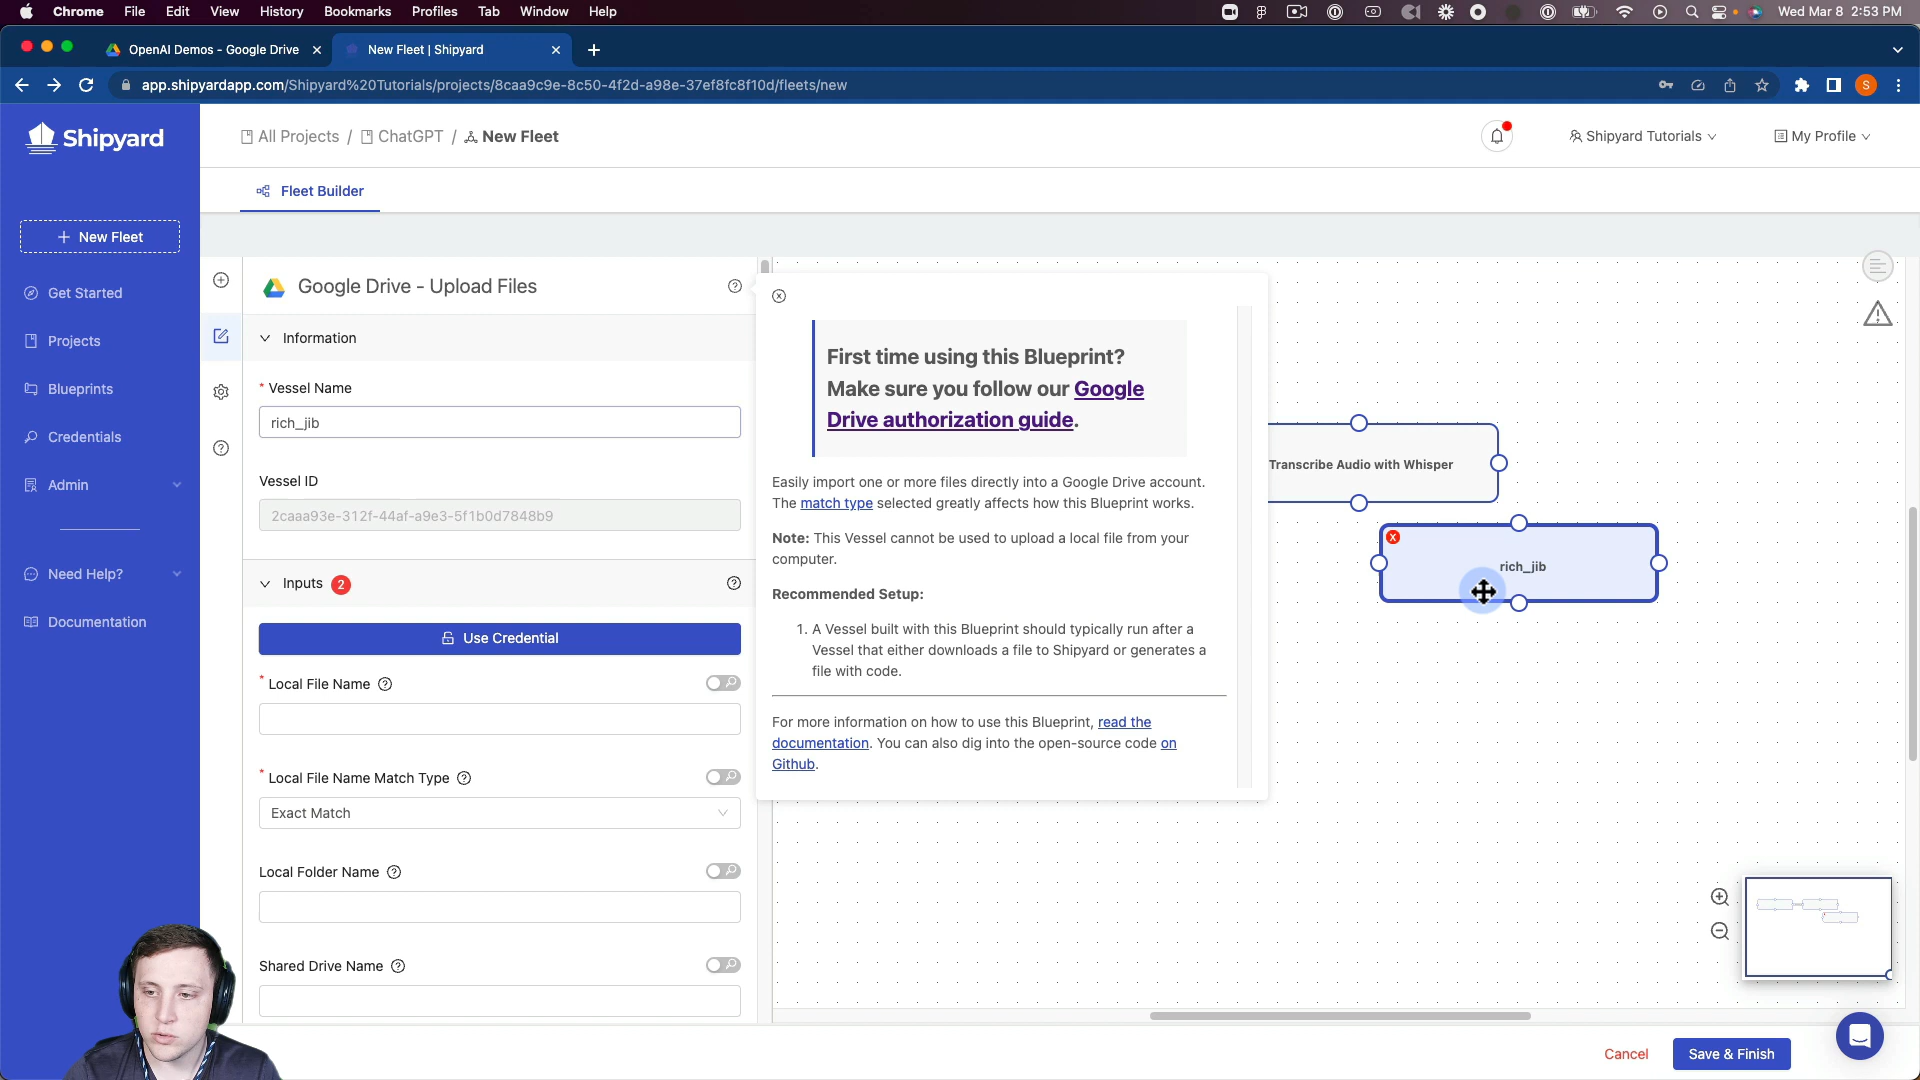 Chrome File Edit View History Bookmarks Profiles Tab Window Help
Wed Mar 8 2:53 PM
OpenAI Demos - Google Drive
New Fleet | Shipyard
app.shipyardapp.com/Shipyard%20Tutorials/projects/8caa9c9e-8c50-4f2d-a98e-37ef8fc8f10d/fleets/new
S
Shipyard
All Projects / ChatGPT / New Fleet
Shipyard Tutorials
My Profile
Fleet Builder
+ New Fleet
Get Started
Projects
Blueprints
Credentials
Admin
Need Help?
Documentation
Google Drive - Upload Files
Information
* Vessel Name
rich_jib
Vessel ID
2caaa93e-312f-44af-a9e3-5f1b0d7848b9
Inputs 2
Use Credential
* Local File Name
* Local File Name Match Type
Exact Match
Local Folder Name
Shared Drive Name
First time using this Blueprint?
Make sure you follow our Google
Drive authorization guide.
Easily import one or more files directly into a Google Drive account.
The match type selected greatly affects how this Blueprint works.
Note: This Vessel cannot be used to upload a local file from your
computer.
Recommended Setup:
1. A Vessel built with this Blueprint should typically run after a
Vessel that either downloads a file to Shipyard or generates a
file with code.
For more information on how to use this Blueprint, read the
documentation. You can also dig into the open-source code on
Github.
Transcribe Audio with Whisper
X
rich_jib
Cancel
Save & Finish